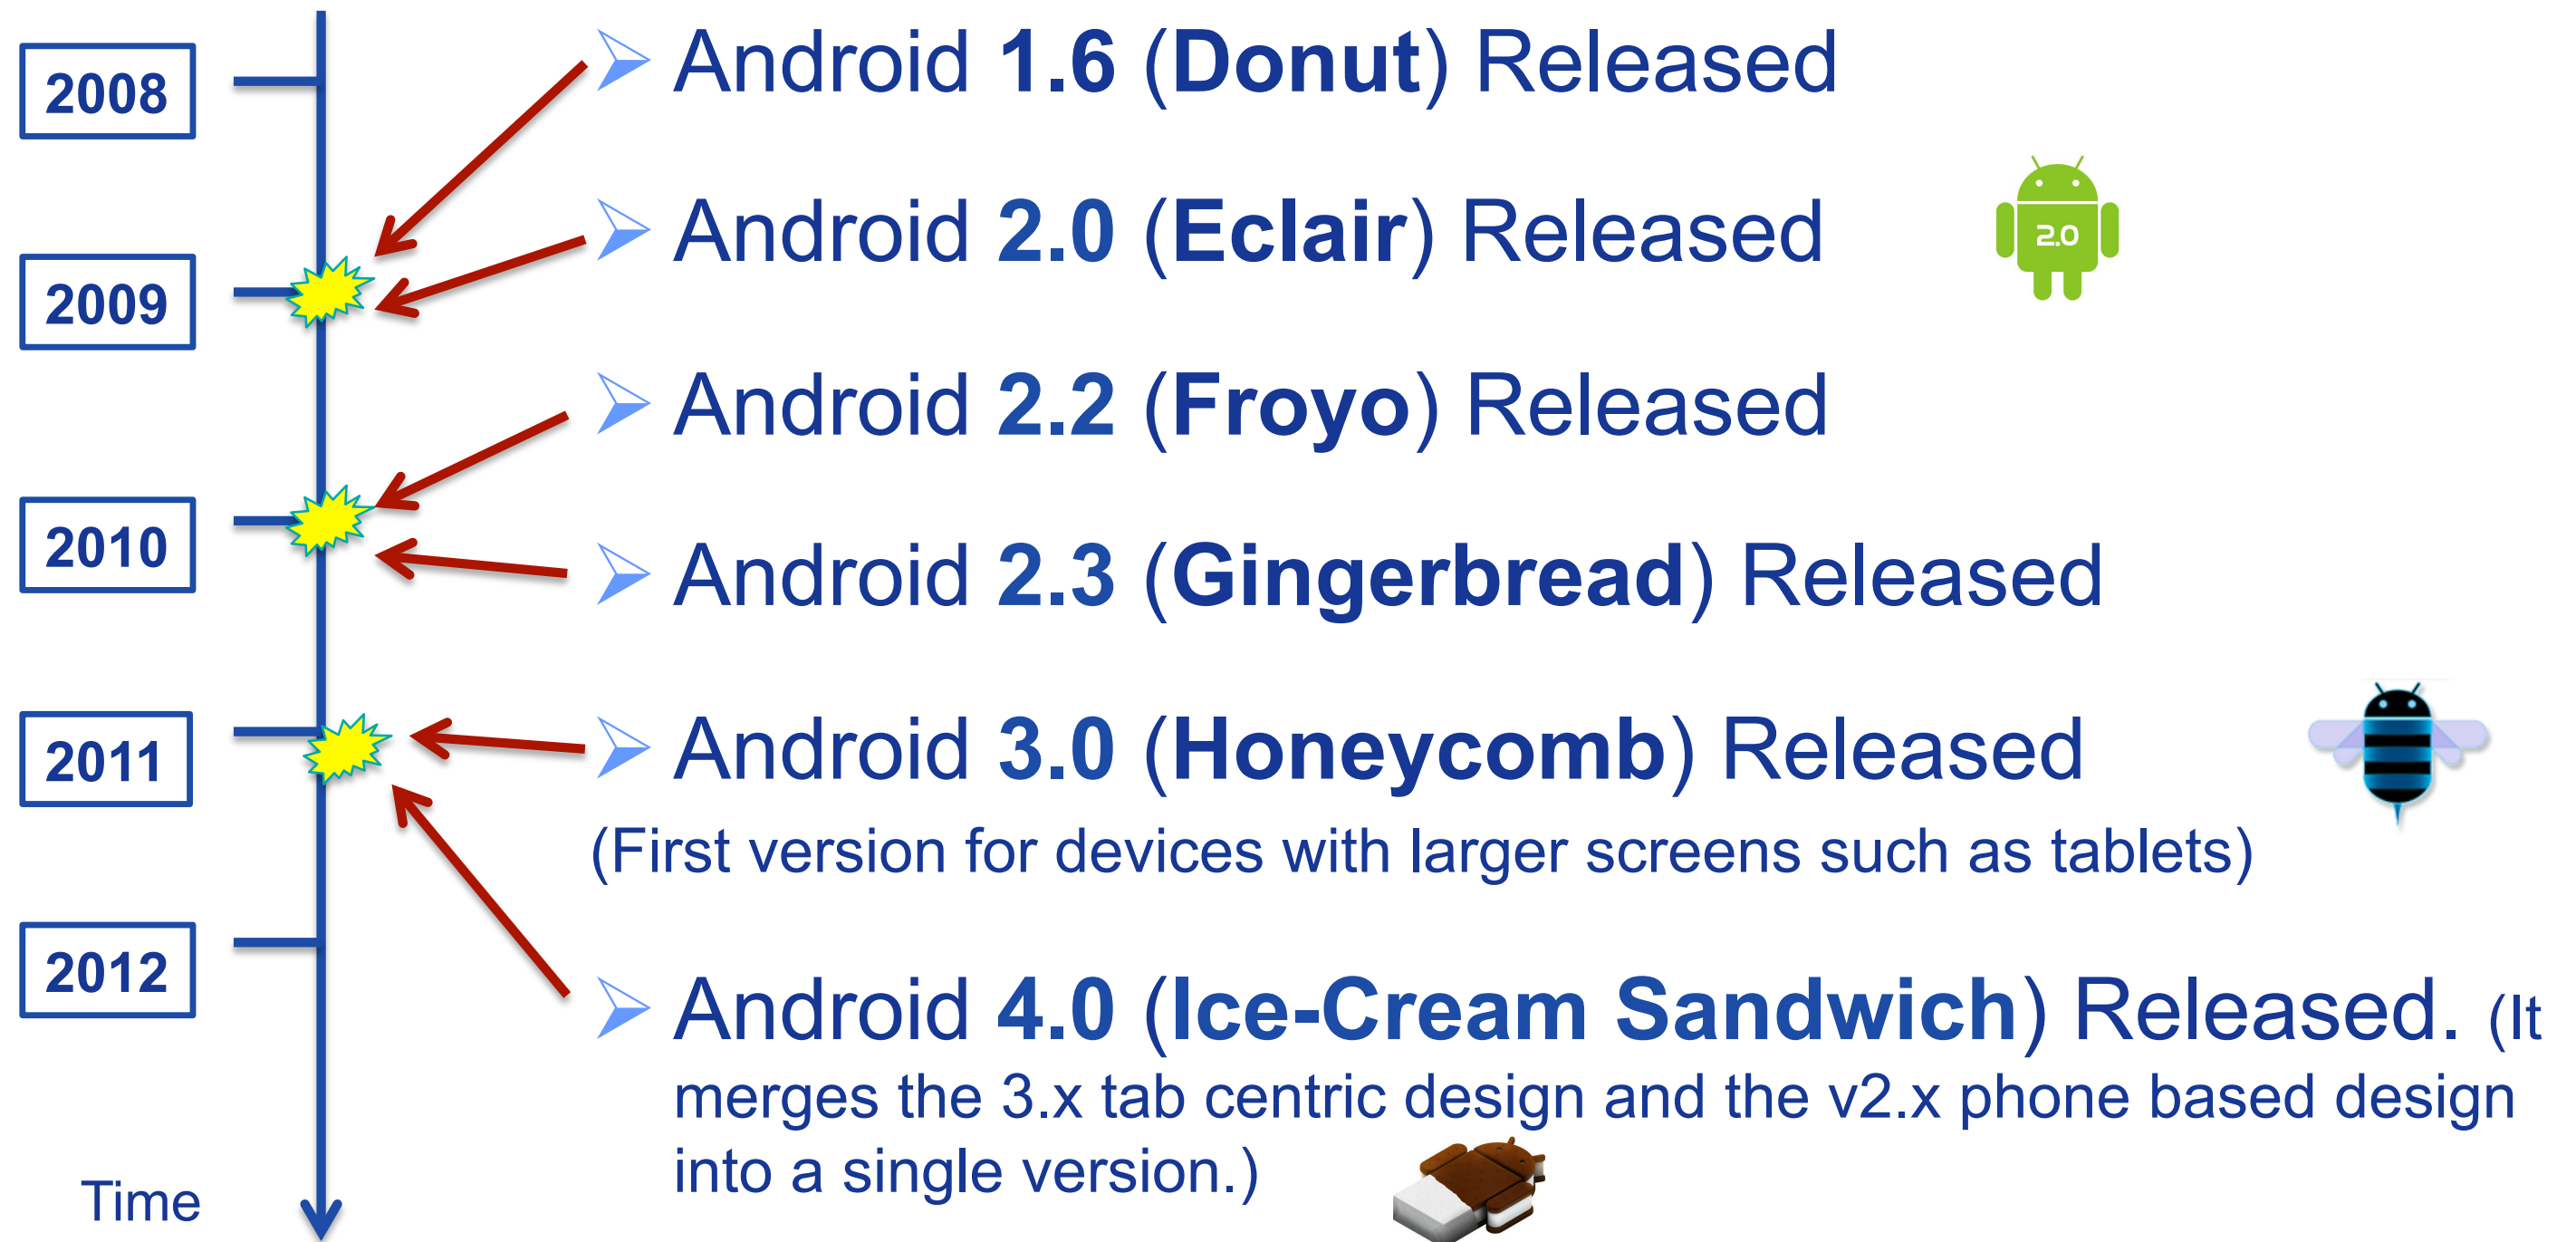 2008
Android 1.6 (Donut) Released
Android 2.0 (Eclair) Released
2.0
2009
Android 2.2 (Froyo) Released
2010
Android 2.3 (Gingerbread) Released
2011
Android 3.0 (Honeycomb) Released
(First version for devices with larger screens such as tablets)
2012
Android 4.0 (Ice-Cream Sandwich) Released. (It
merges the 3.x tab centric design and the v2.x phone based design
into a single version.)
Time